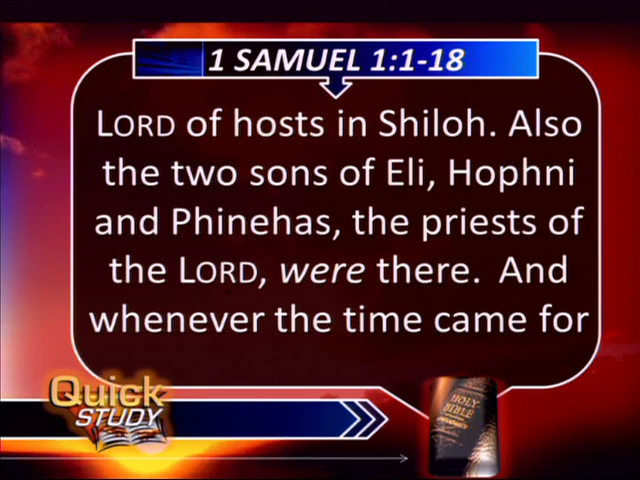 1 SAMUEL 1:1-18
LORD of hosts in Shiloh. Also
the two sons of Eli, Hophni
and Phinehas, the priests of
the LORD, were there. And
whenever the time came for
Quick
STUDY
HOLY
BIBLE